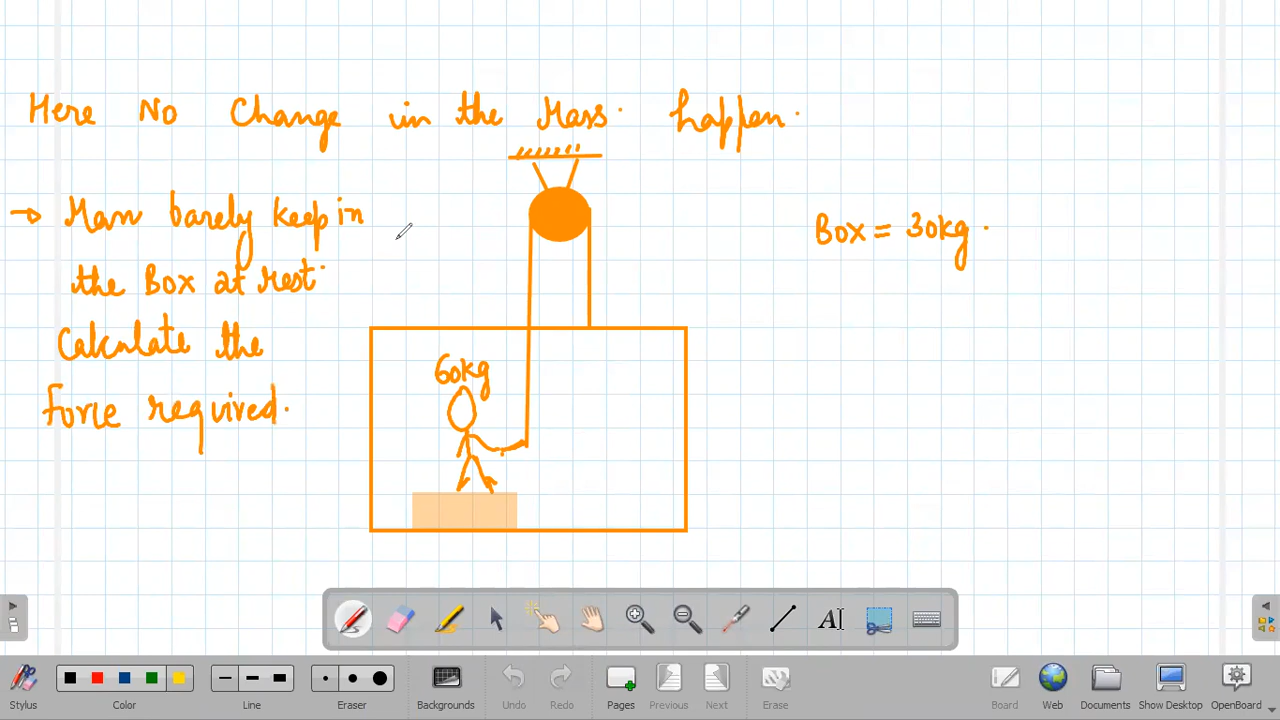 Here No Change in the Mass. happen.
→ Man barely keep in
the Box at rest
Calculate the
force required.
Box = 30kg.
60kg
Stylus
Color
Line
Eraser
Backgrounds
Undo
Redo
Pages
Previous
Next
Erase
Board
Web
Documents
Show Desktop
OpenBoard